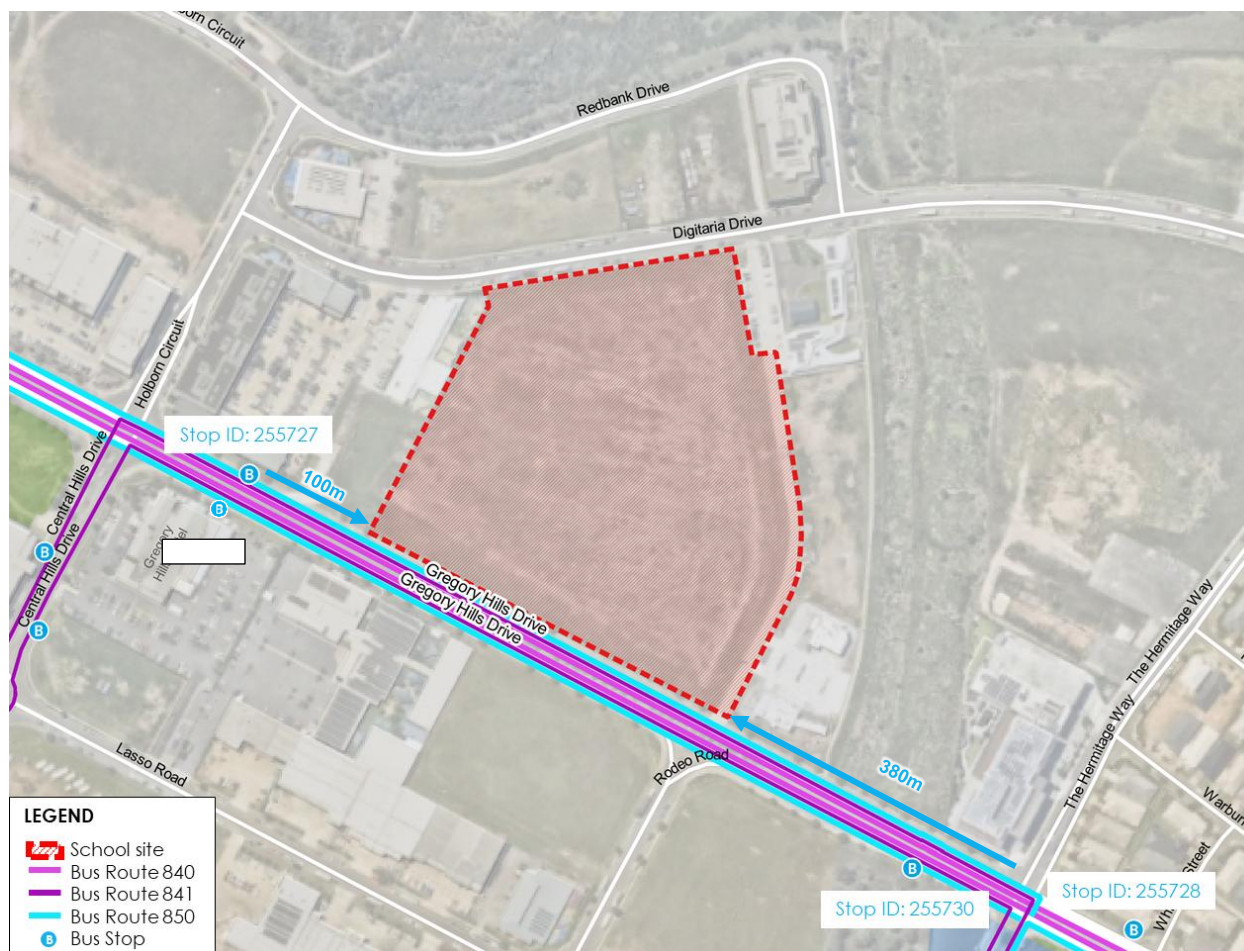 Holborn Circuit
Redbank Drive
Digitaria Drive
Holborn Circuit
Stop ID: 255727
B
100m
B
Central Hills Drive
Central Hills Drive
B
B
Gregory
Gregory Hills Drive
Gregory Hills Drive
The Hermitage Way
The Hermitage Way
Lasso Road
Rodeo Road
380m
Street
B
Stop ID: 255728
Stop ID: 255730
B
LEGEND
School site
Bus Route 840
Bus Route 841
Bus Route 850
B Bus Stop